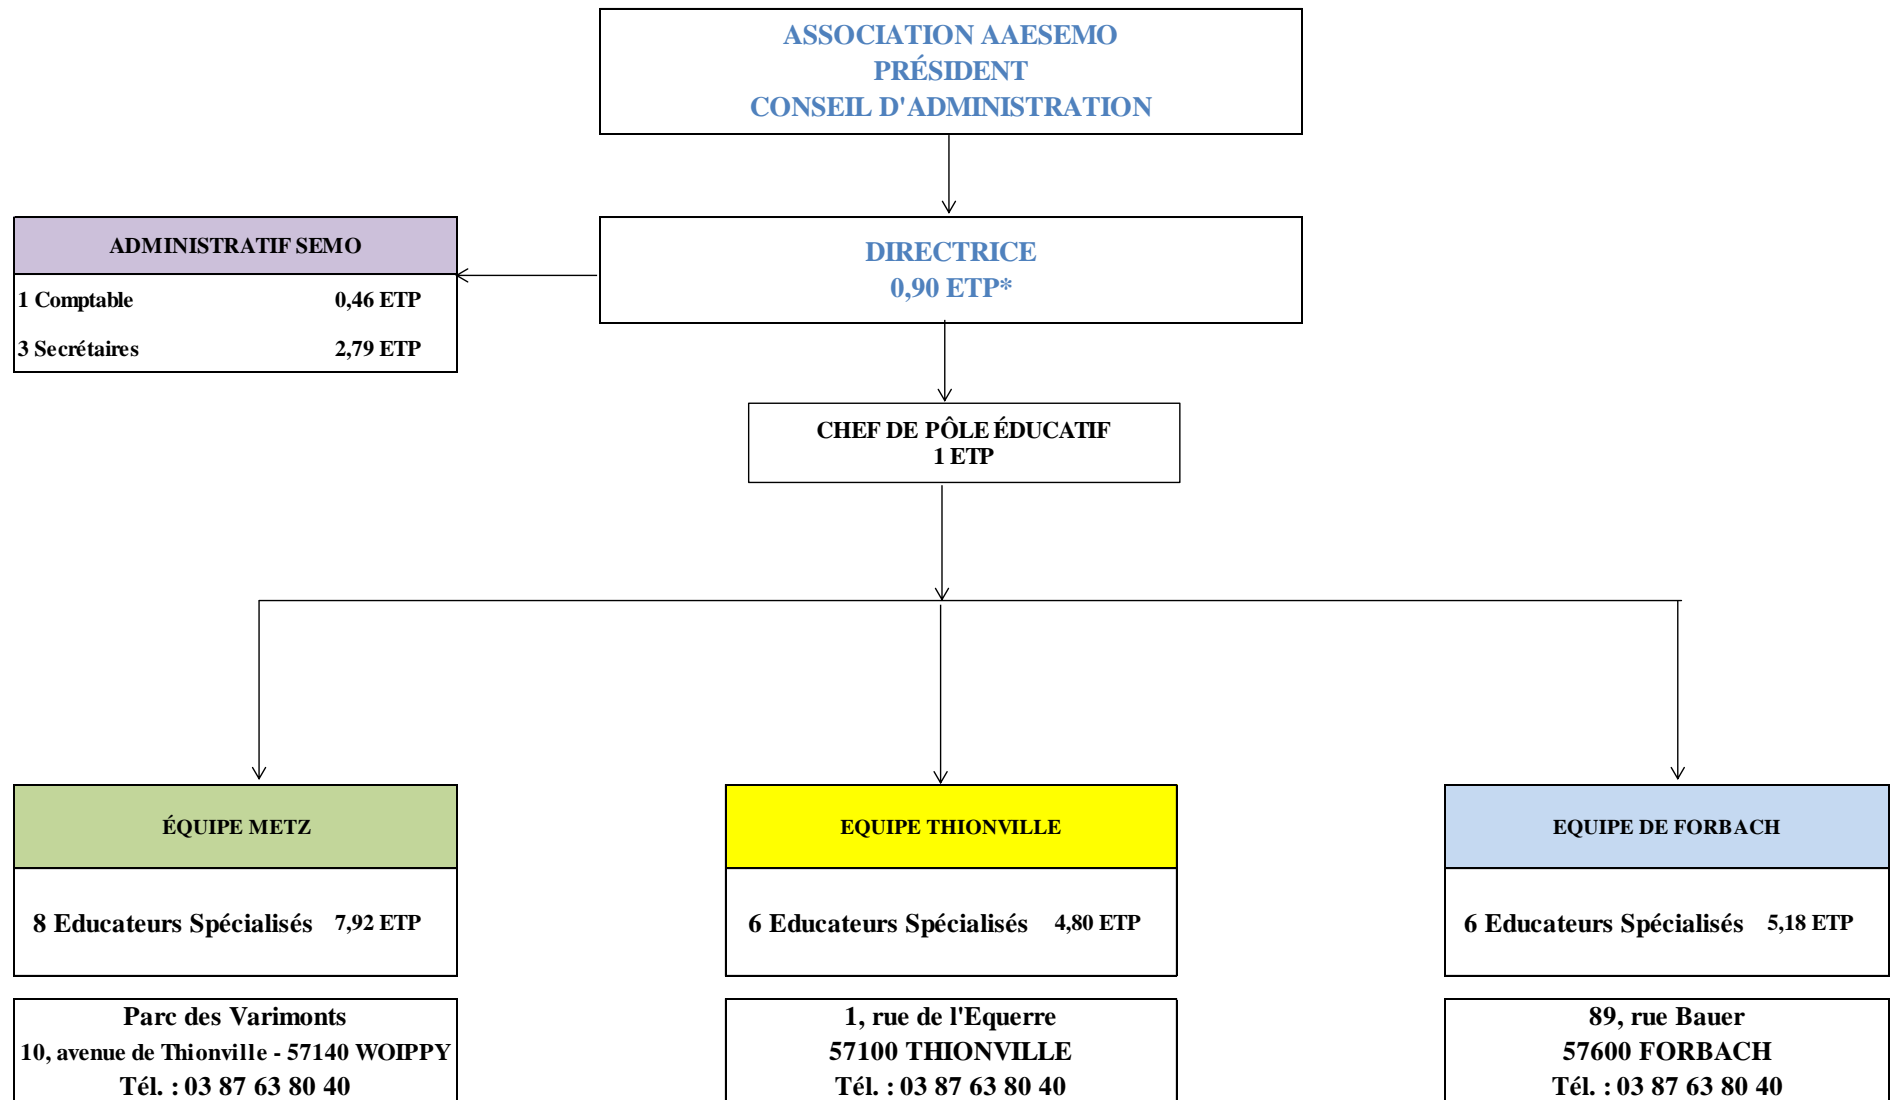 ASSOCIATION AAESEMO
PRÉSIDENT
CONSEIL D'ADMINISTRATION
ADMINISTRATIF SEMO
1 Comptable 0,46 ETP
3 Secrétaires 2,79 ETP
DIRECTRICE
0,90 ETP*
CHEF DE PÔLE ÉDUCATIF
1 ETP
ÉQUIPE METZ
8 Educateurs Spécialisés 7,92 ETP
Parc des Varimonts
10, avenue de Thionville - 57140 WOIPPY
Tél. : 03 87 63 80 40
EQUIPE THIONVILLE
6 Educateurs Spécialisés 4,80 ETP
1, rue de l'Equerre
57100 THIONVILLE
Tél. : 03 87 63 80 40
EQUIPE DE FORBACH
6 Educateurs Spécialisés 5,18 ETP
89, rue Bauer
57600 FORBACH
Tél. : 03 87 63 80 40